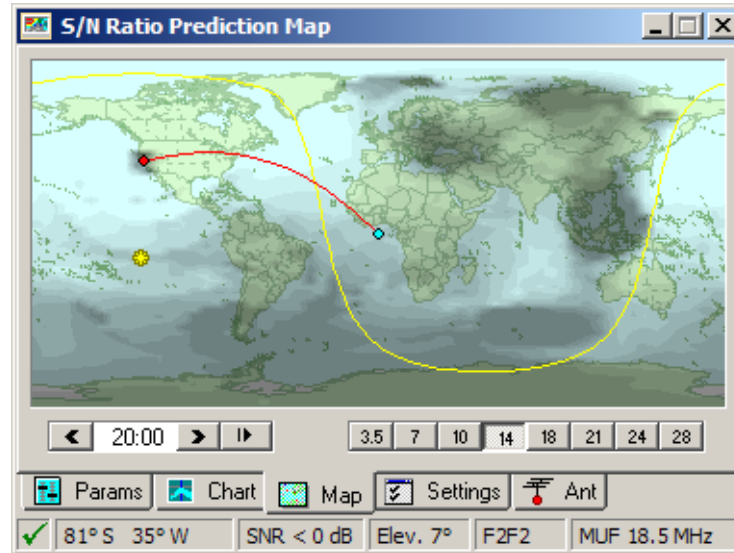 S/N Ratio Prediction Map
20:00 3.5 7 10 14 18 21 24 28
Params Chart Map Settings Ant
81° S 35° W SNR < 0 dB Elev. 7° F2F2 MUF 18.5 MHz